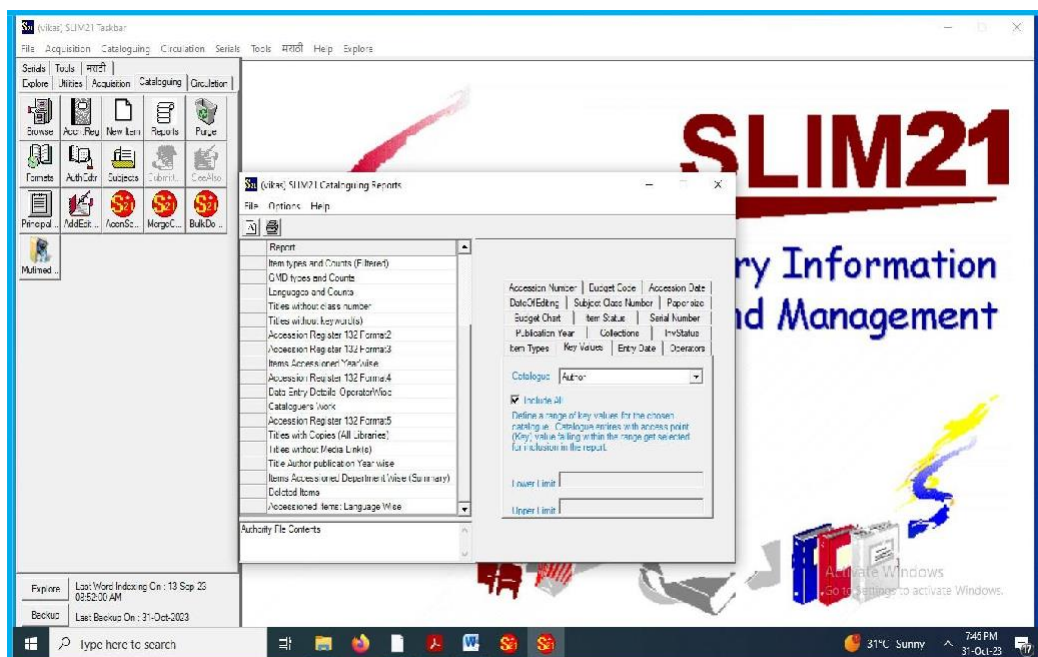 (vikas) SLIM21 Taskbar
File Acquisition Cataloguing Circulation Serials Tools मराठी Help Explore
Serials Tools मराठी
Explore Utilities Acquisition Cataloguing Circulation
Browse Accn.Reg New Item Reports Purge
Formats AuthEdtr Subjects Submit.. SeeAlso
Principal .. AddEdit... AccnSc... MergeC... BulkDo ..
Mutimed ..
SLIM21
ry Information
nd Management
(vikas) SLIM21 Cataloguing Reports
File Options Help
Report
Item types and Counts (Filtered)
GMD types and Counts
Languages and Counts
Titles without class number
Titles without keyword(s)
Accession Register 132 Format2
Accession Register 132 Format3
Items Accessioned YearWise
Accession Register 132 Format4
Data Entry Details OperatorWise
Cataloguers Work
Accession Register 132 Format5
Titles with Copies (All Libraries)
Titles without Media Link(s)
Title Author publication Year wise
Items Accessioned Department Wise (Summary)
Deleted Items
Accessioned Items: Language Wise
Authority File Contents
Accession Number Budget Code Accession Date
DateOfEditing Subject Class Number Paper size
Budget Chart Item Status Serial Number
Publication Year Collections InvStatus
Item Types Key Values Entry Date Operators
Catalogue Author
Include All
Define a range of key values for the chosen
catalogue. Catalogue entires with access point
(Key) value falling within the range get selected
for inclusion in the report.
Lower Limit
Upper Limit
Explore Last Word Indexing On : 13 Sep 23
09:52:00 AM
Backup Last Backup On : 31-Oct-2023
Activate Windows
Go to Settings to activate Windows.
Type here to search
31°C Sunny
7:45 PM
31-Oct-23